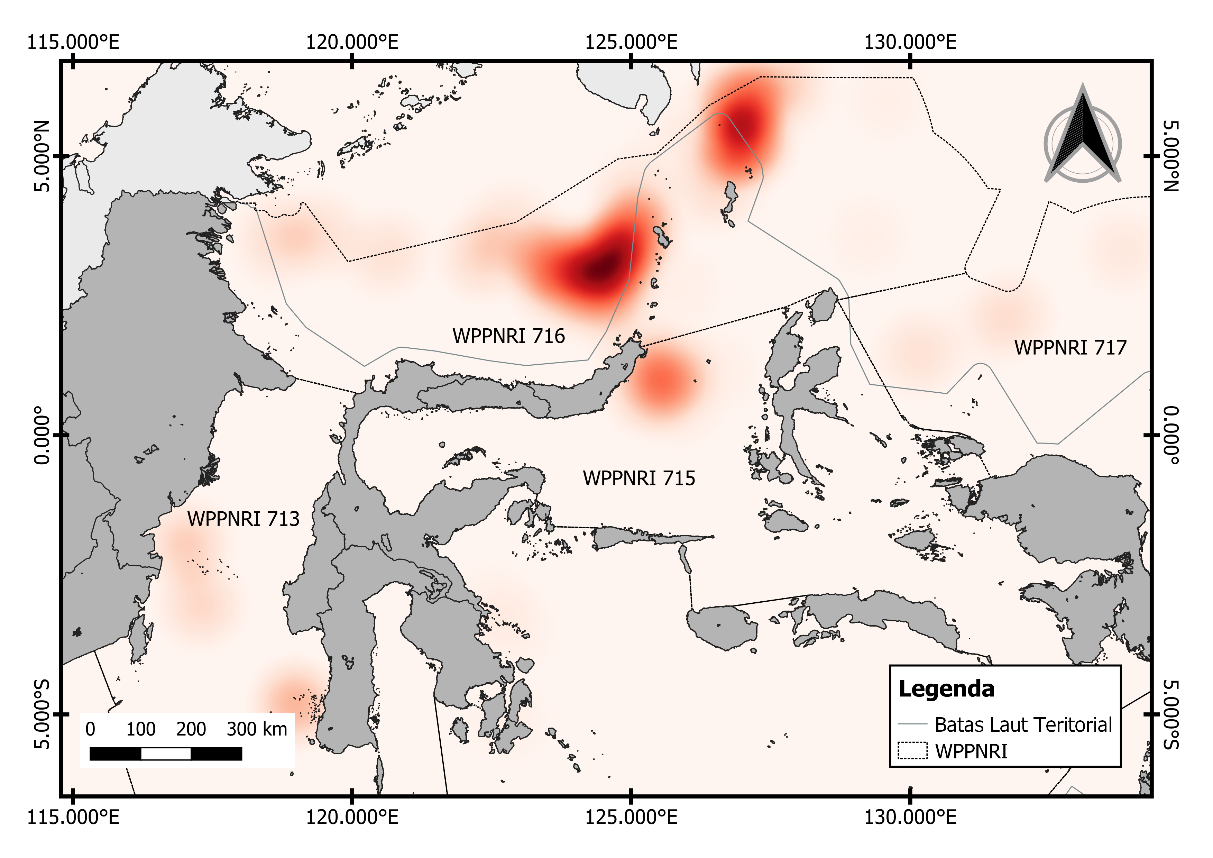 115.000°E 120.000°E 125.000°E 130.000°E
5.000°N 5.000°N
WPPNRI 716
WPPNRI 717
0.000° 0.000°
WPPNRI 715
WPPNRI 713
5.000°S 5.000°S
Legenda
Batas Laut Teritorial
WPPNRI
0 100 200 300 km
115.000°E 120.000°E 125.000°E 130.000°E